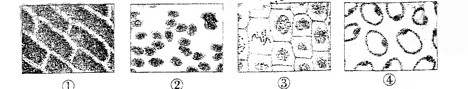 ① ② ③ ④